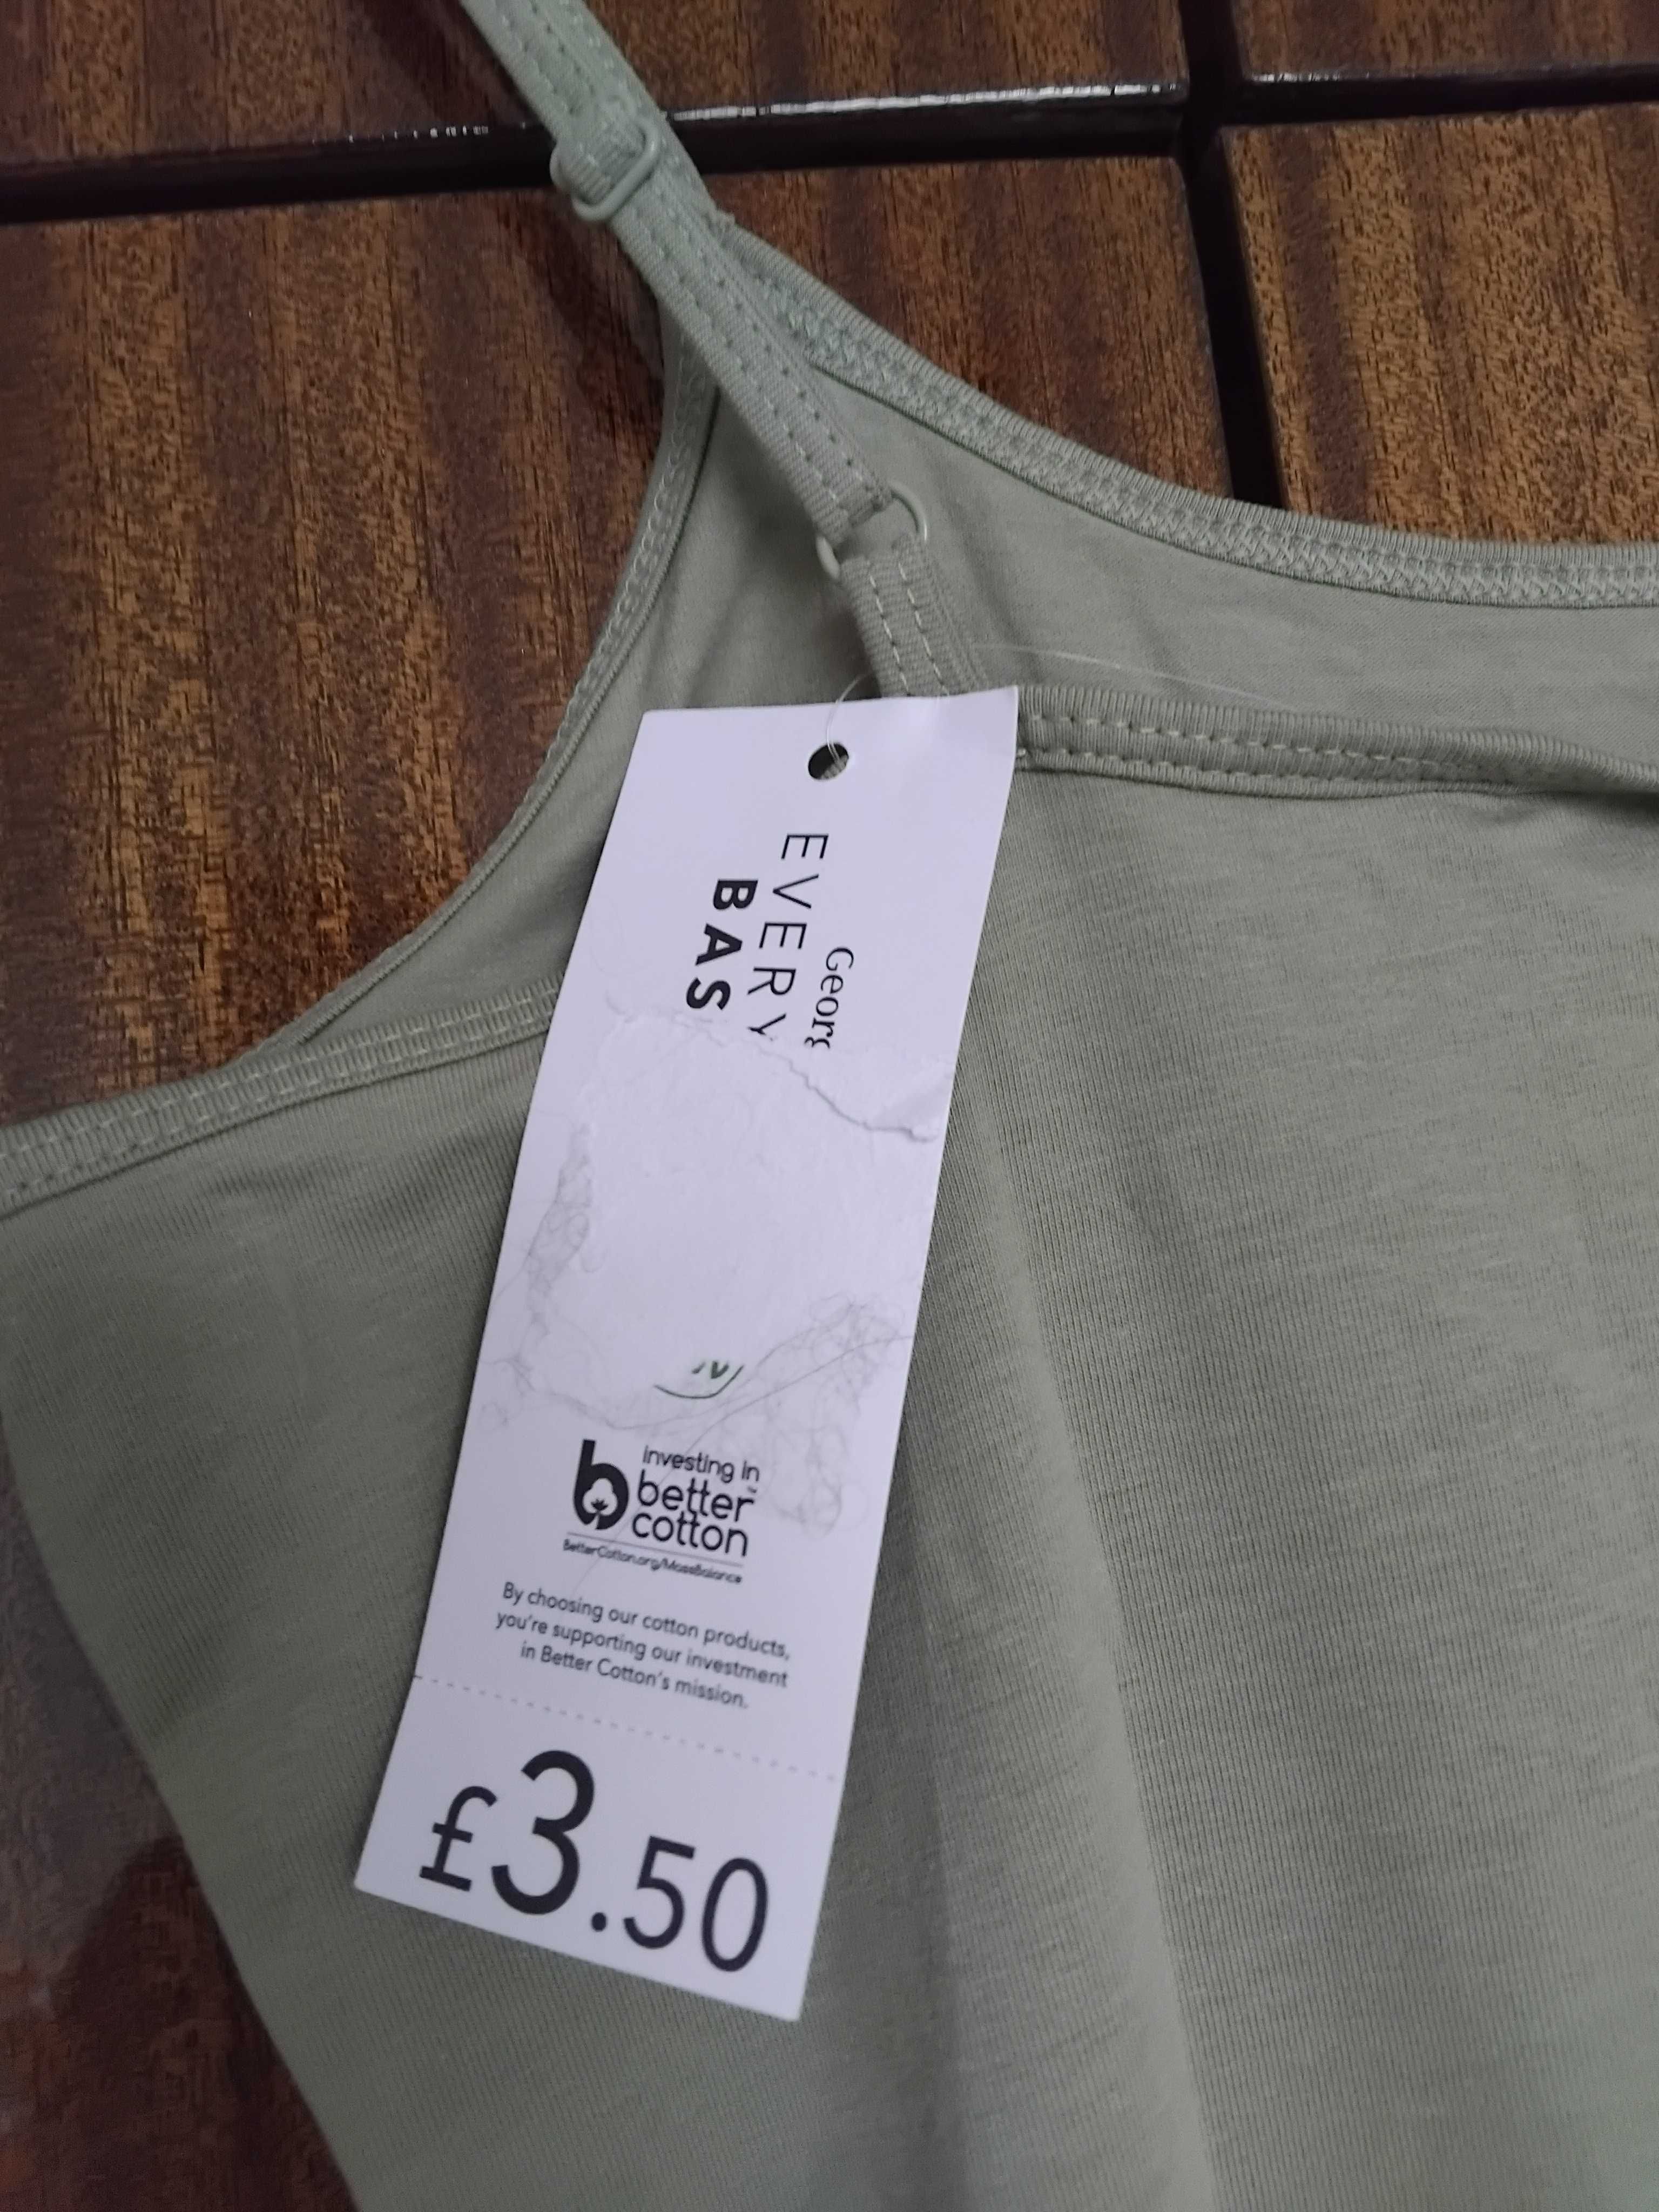 Georg
EVERY
BAS
N
investing in
better™
cotton
BetterCotton.org/MassBalance
By choosing our cotton products,
you're supporting our investment
in Better Cotton's mission.
£3.50